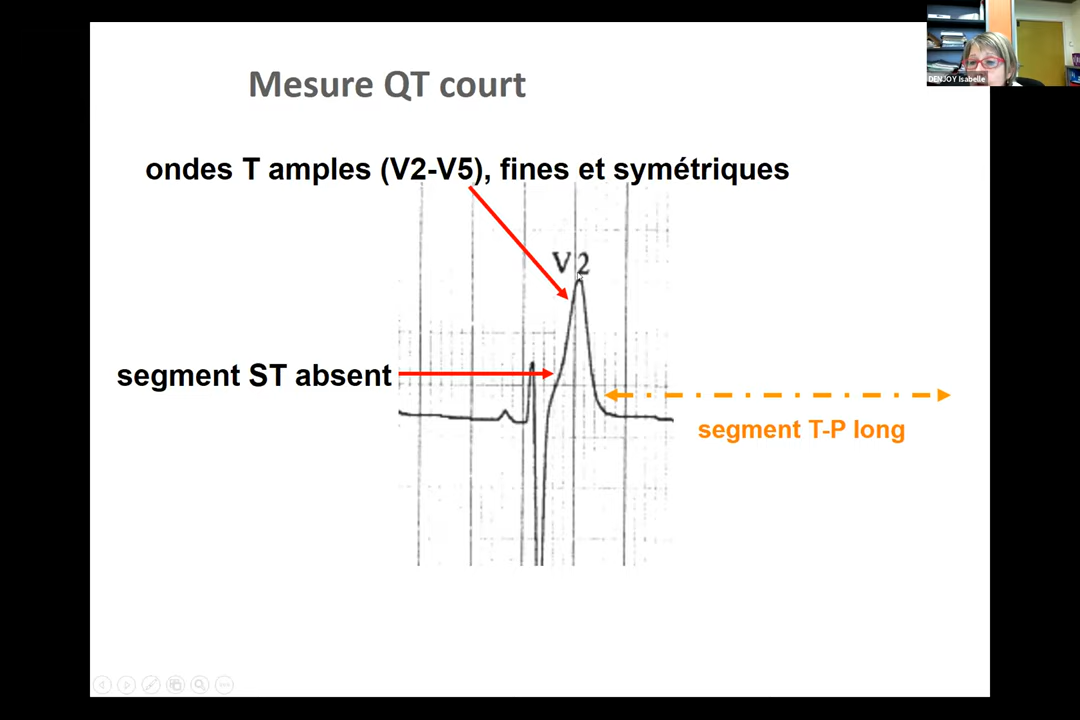 Mesure QT court
DENJOY Isabelle
ondes T amples (V2-V5), fines et symétriques
V2
segment ST absent
segment T-P long